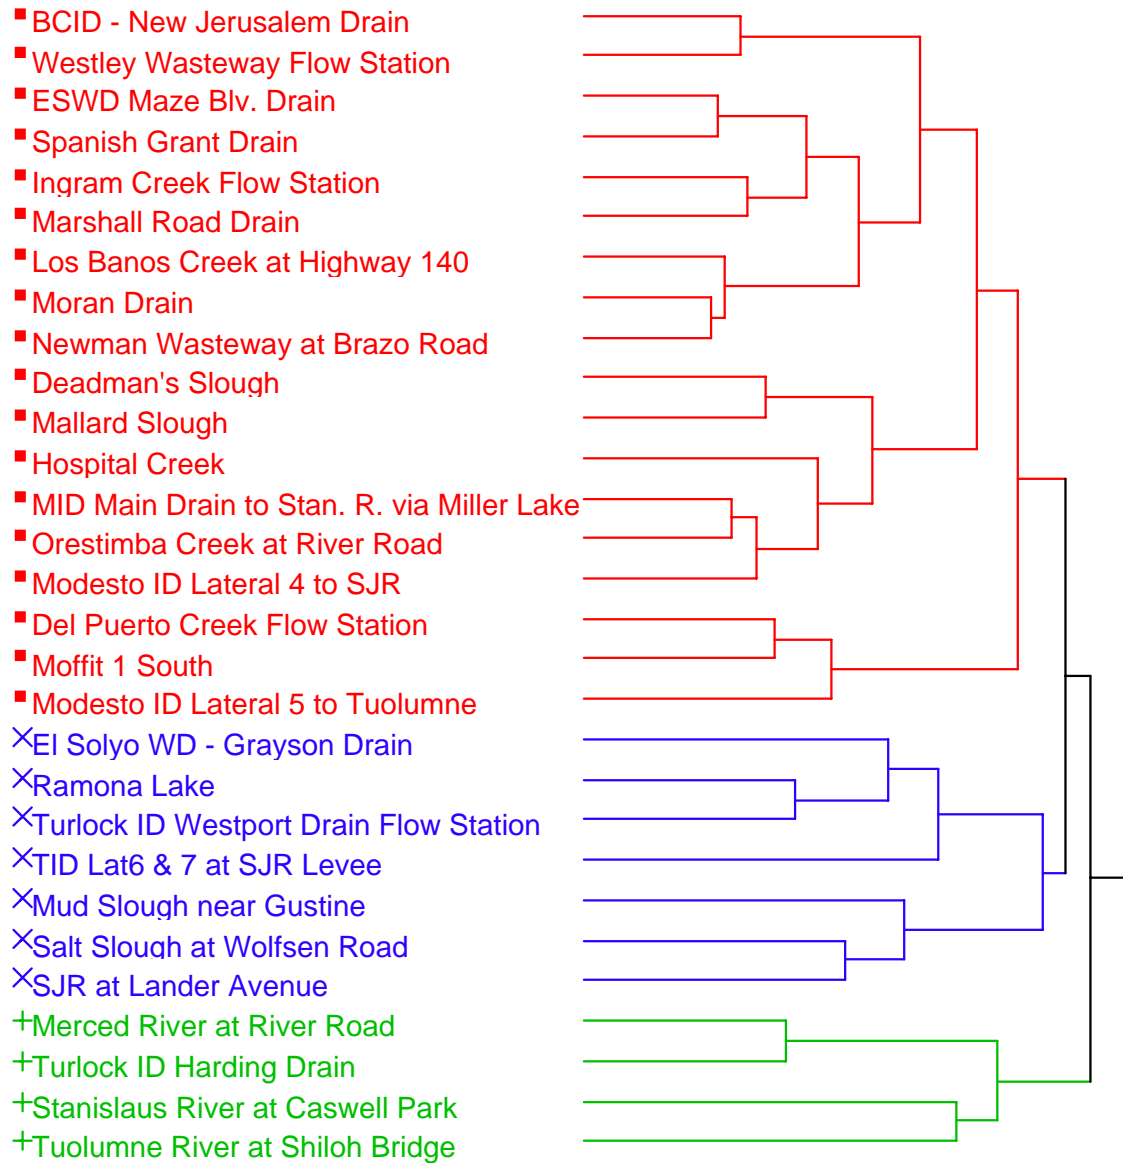 BCID - New Jerusalem Drain
Westley Wasteway Flow Station
ESWD Maze Blv. Drain
Spanish Grant Drain
Ingram Creek Flow Station
Marshall Road Drain
Los Banos Creek at Highway 140
Moran Drain
Newman Wasteway at Brazo Road
Deadman's Slough
Mallard Slough
Hospital Creek
MID Main Drain to Stan. R. via Miller Lake
Orestimba Creek at River Road
Modesto ID Lateral 4 to SJR
Del Puerto Creek Flow Station
Moffit 1 South
Modesto ID Lateral 5 to Tuolumne
El Solyo WD - Grayson Drain
Ramona Lake
Turlock ID Westport Drain Flow Station
TID Lat6 & 7 at SJR Levee
Mud Slough near Gustine
Salt Slough at Wolfsen Road
SJR at Lander Avenue
Merced River at River Road
Turlock ID Harding Drain
Stanislaus River at Caswell Park
Tuolumne River at Shiloh Bridge